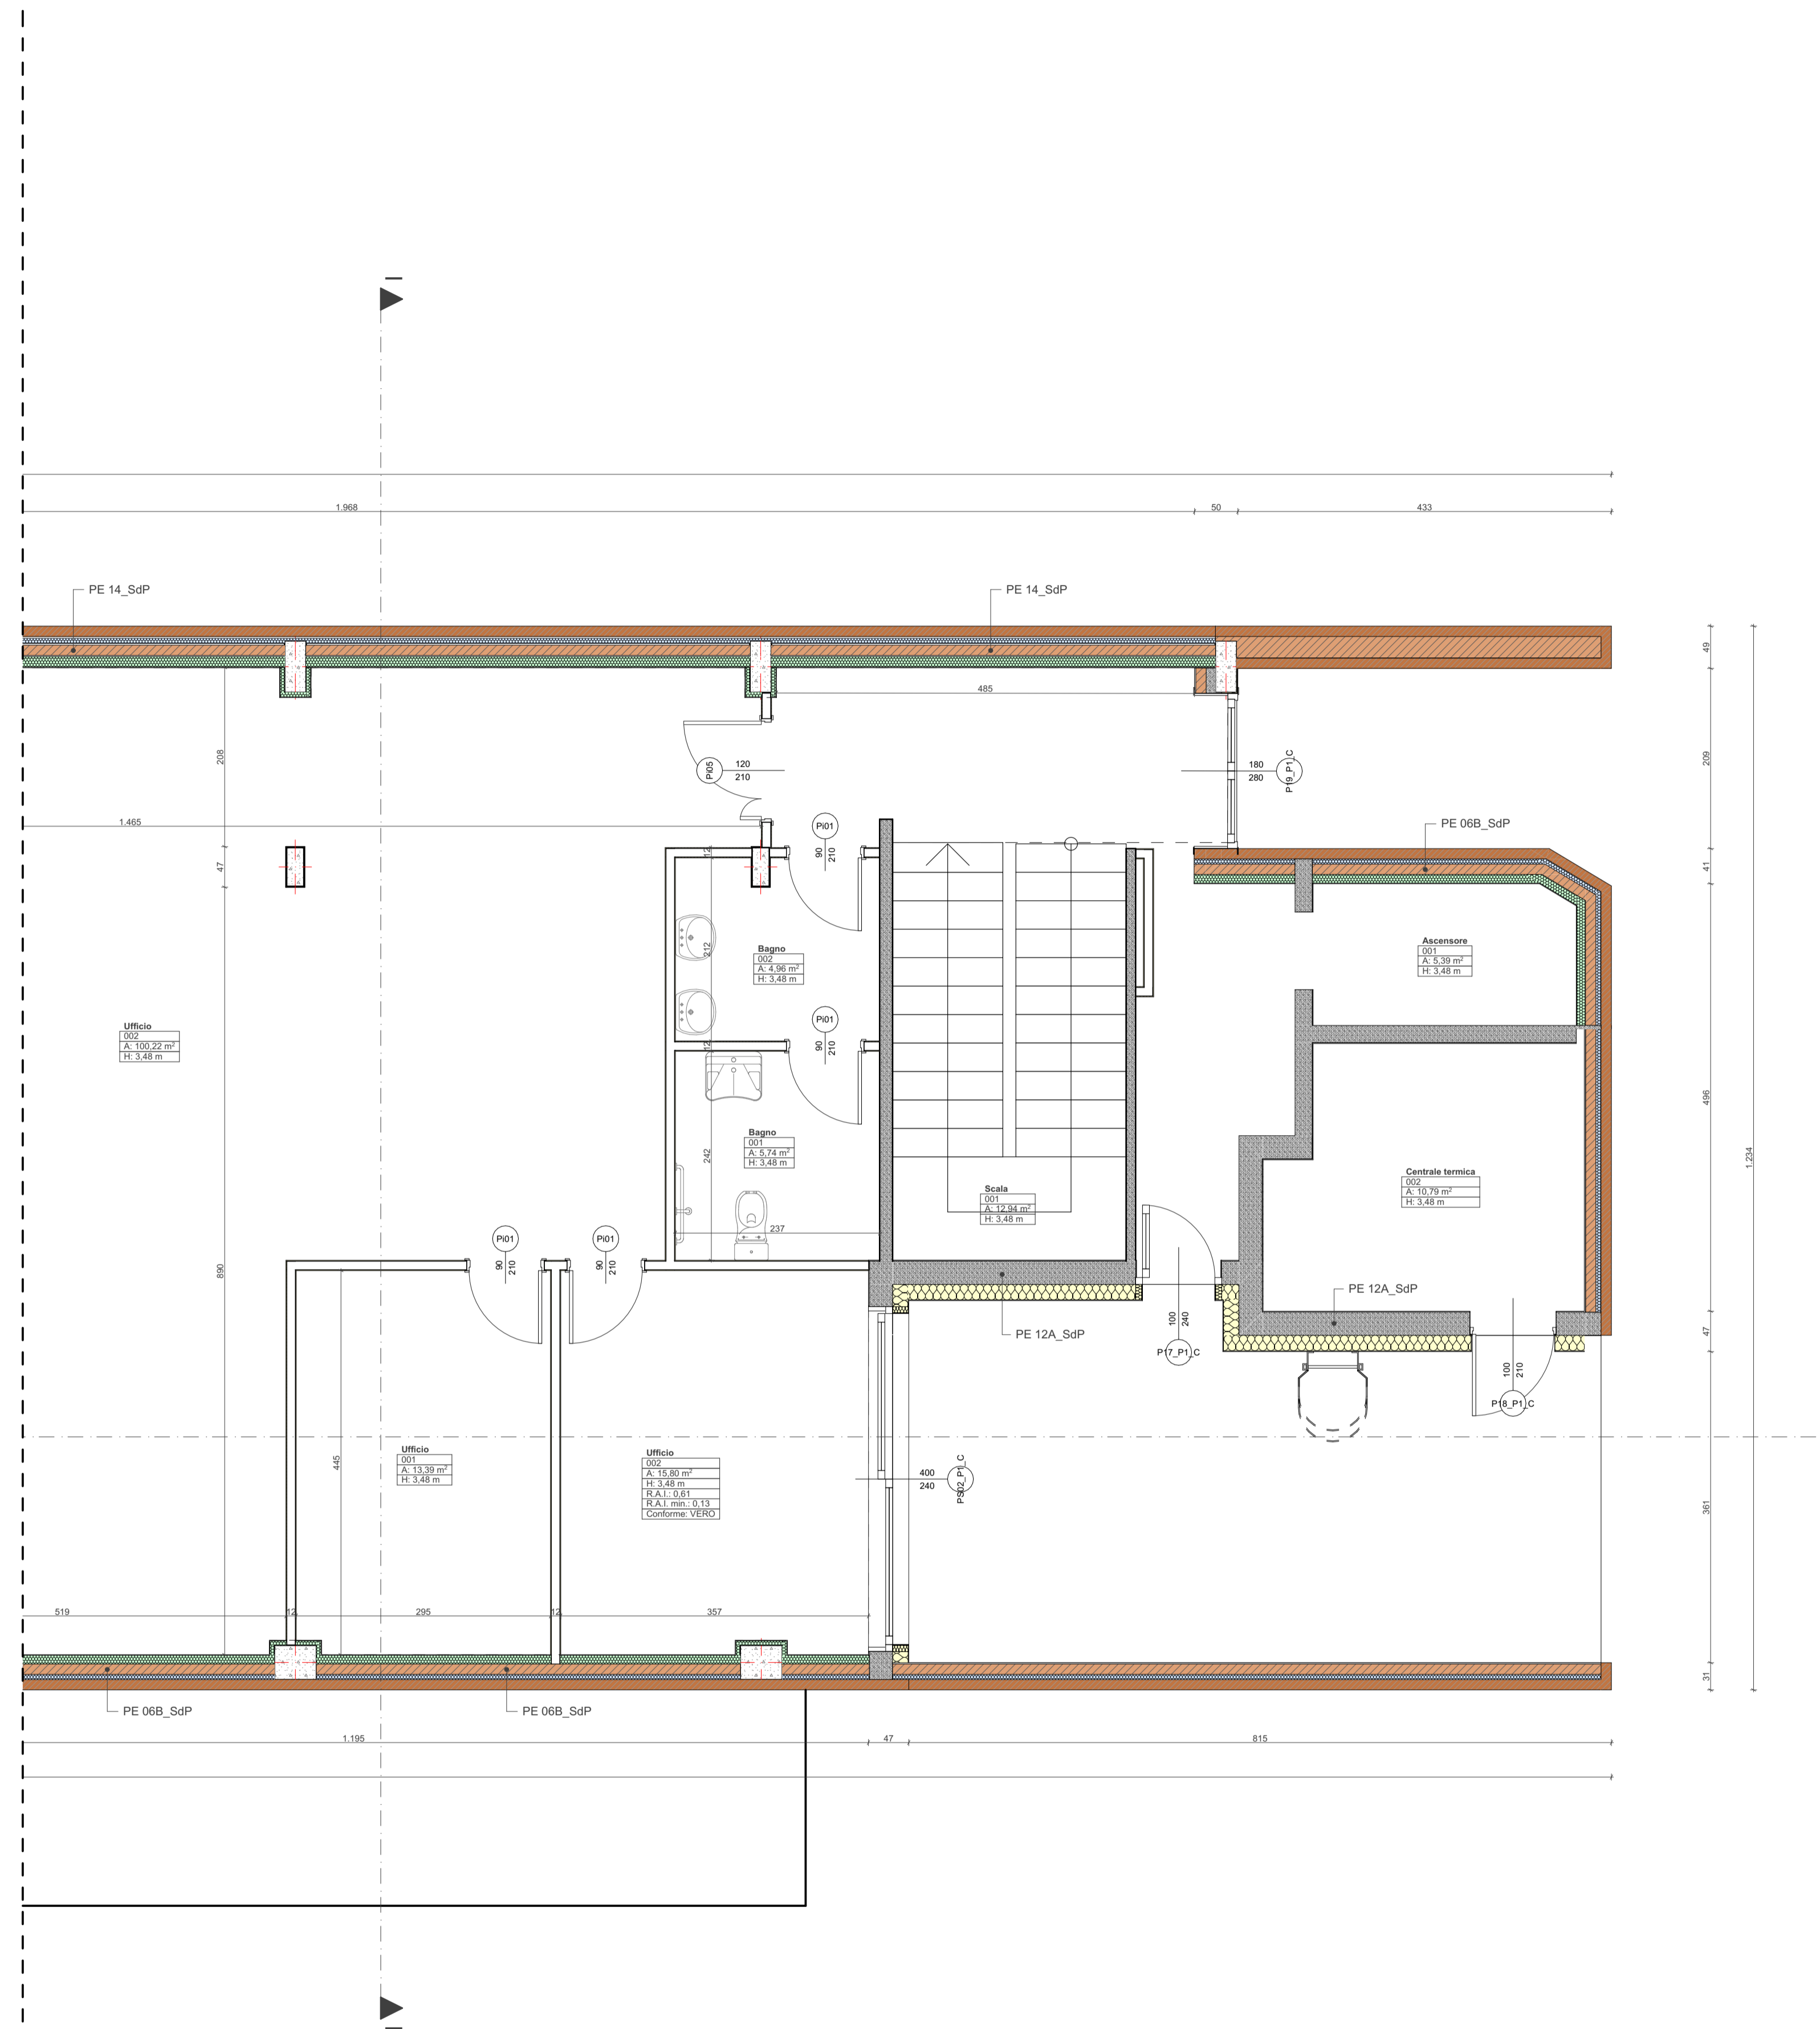 I
1.968
50
433
PE 14_SdP
PE 14_SdP
49
485
208
209
Pi05
120
210
180
280
P19_P1_C
1.465
Pi01
90
210
PE 06B_SdP
12
47
41
212
Bagno
002
A: 4,96 m²
H: 3,48 m
Ascensore
001
A: 5,39 m²
H: 3,48 m
Ufficio
002
A: 100,22 m²
H: 3,48 m
Pi01
90
210
12
496
Bagno
001
A: 5,74 m²
H: 3,48 m
242
1.234
Centrale termica
002
A: 10,79 m²
H: 3,48 m
Scala
001
A: 12,94 m²
H: 3,48 m
237
Pi01
90
210
Pi01
90
210
890
PE 12A_SdP
PE 12A_SdP
100
240
P17_P1_C
47
100
210
P18_P1_C
Ufficio
001
A: 13,39 m²
H: 3,48 m
445
Ufficio
002
A: 15,80 m²
H: 3,48 m
R.A.I.: 0,61
R.A.I. min.: 0,13
Conforme: VERO
400
240
PS02_P1_C
361
519
12
295
12
357
31
PE 06B_SdP
PE 06B_SdP
1.195
47
815
I